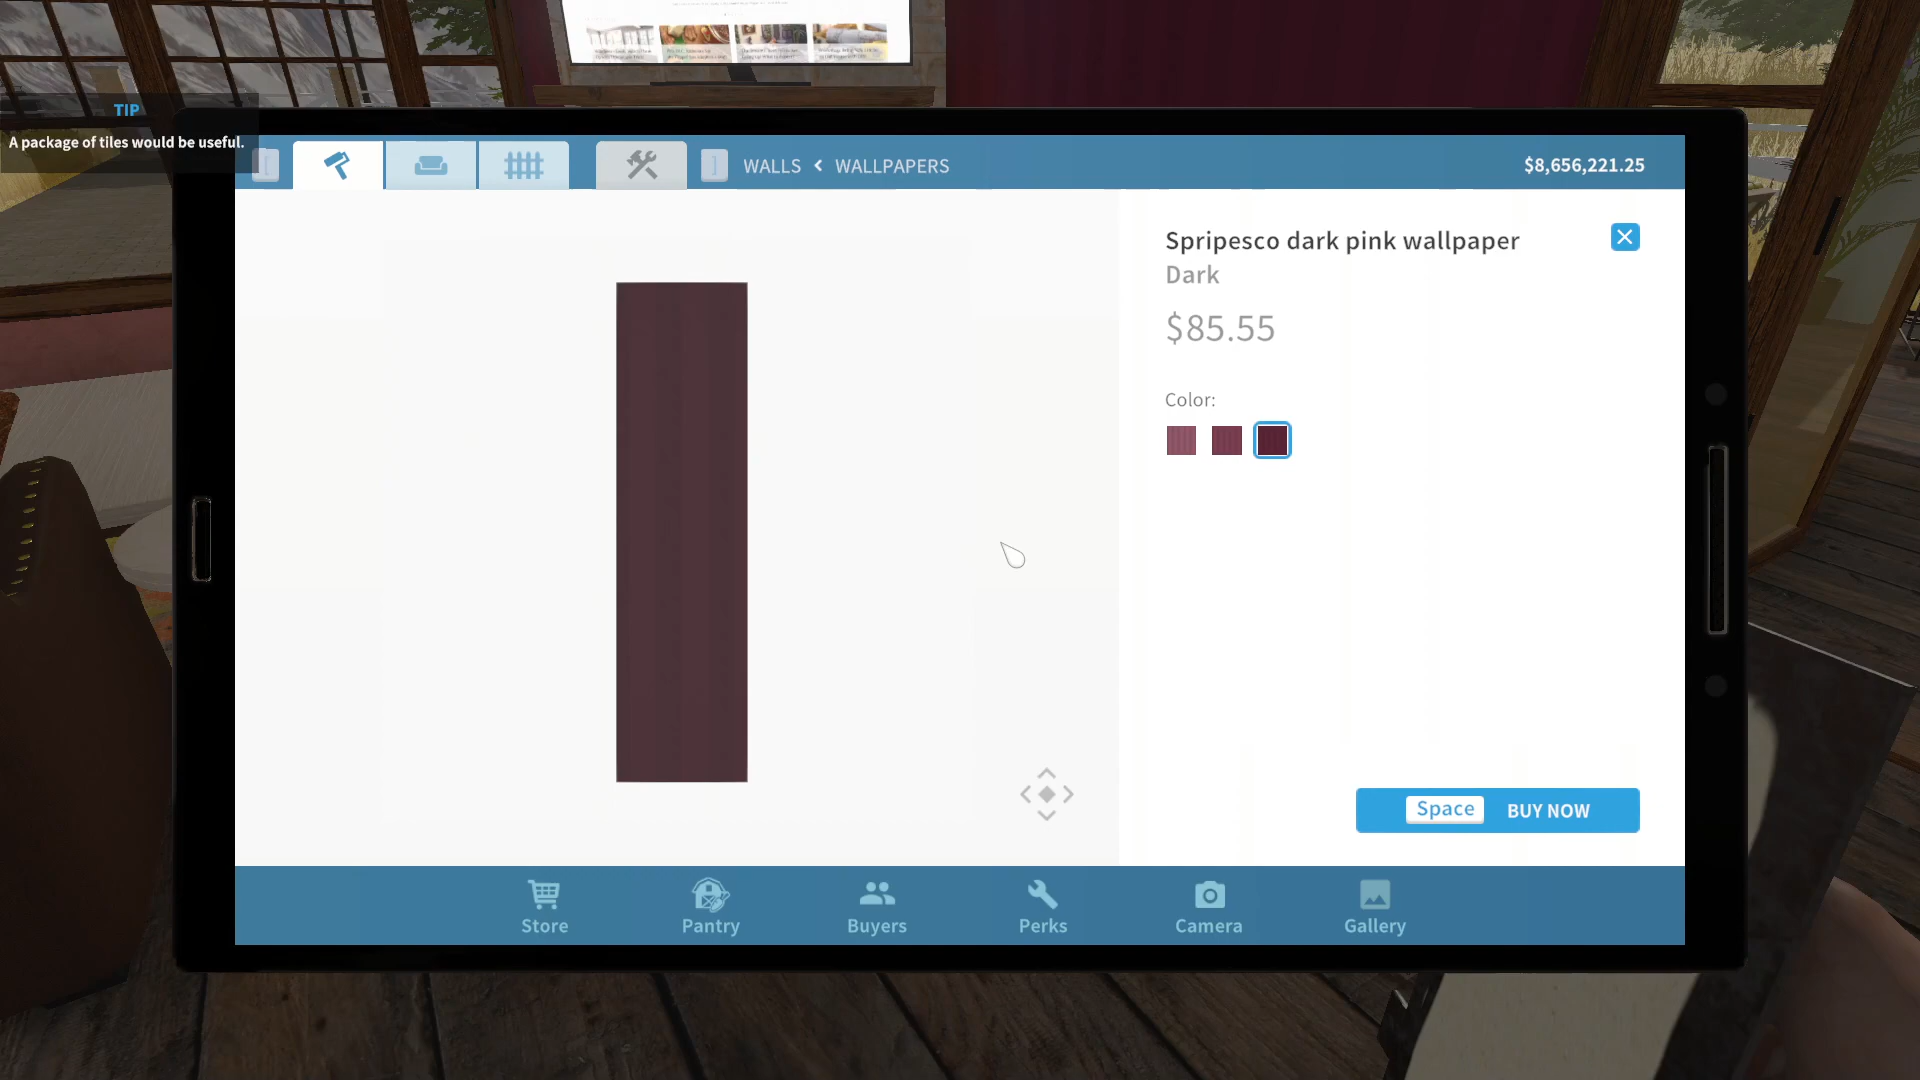 TIP
A package of tiles would be useful.
[
]
WALLS < WALLPAPERS
$8,656,221.25
Spripesco dark pink wallpaper
Dark
$85.55
Color:
Space BUY NOW
Store
Pantry
Buyers
Perks
Camera
Gallery